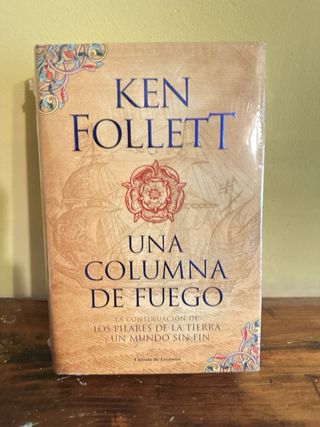 KEN
FOLLETT
UNA
COLUMNA
DE FUEGO
LA CONTINUACIÓN DE
LOS PILARES DE LA TIERRA
Y UN MUNDO SIN FIN
Círculo de Lectores